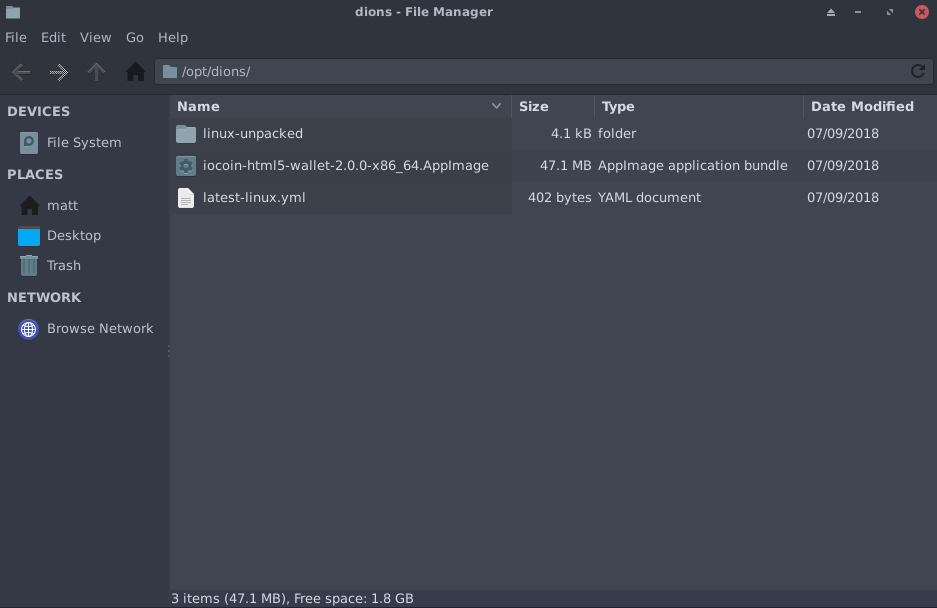 dions - File Manager
File Edit View Go Help
/opt/dions/
DEVICES
File System
PLACES
matt
Desktop
Trash
NETWORK
Browse Network
Name Size Type Date Modified
linux-unpacked 4.1 kB folder 07/09/2018
iocoin-html5-wallet-2.0.0-x86_64.AppImage 47.1 MB AppImage application bundle 07/09/2018
latest-linux.yml 402 bytes YAML document 07/09/2018
3 items (47.1 MB), Free space: 1.8 GB